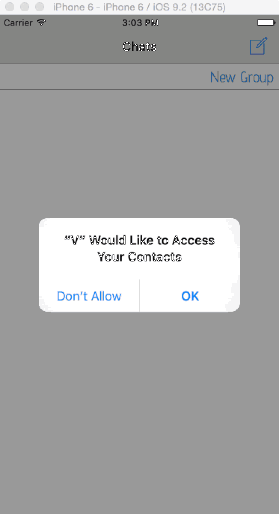 iPhone 6 - iPhone 6 / iOS 9.2 (13C75)
Carrier 3:03 PM
Chats
New Group
“V” Would Like to Access
Your Contacts
Don’t Allow OK